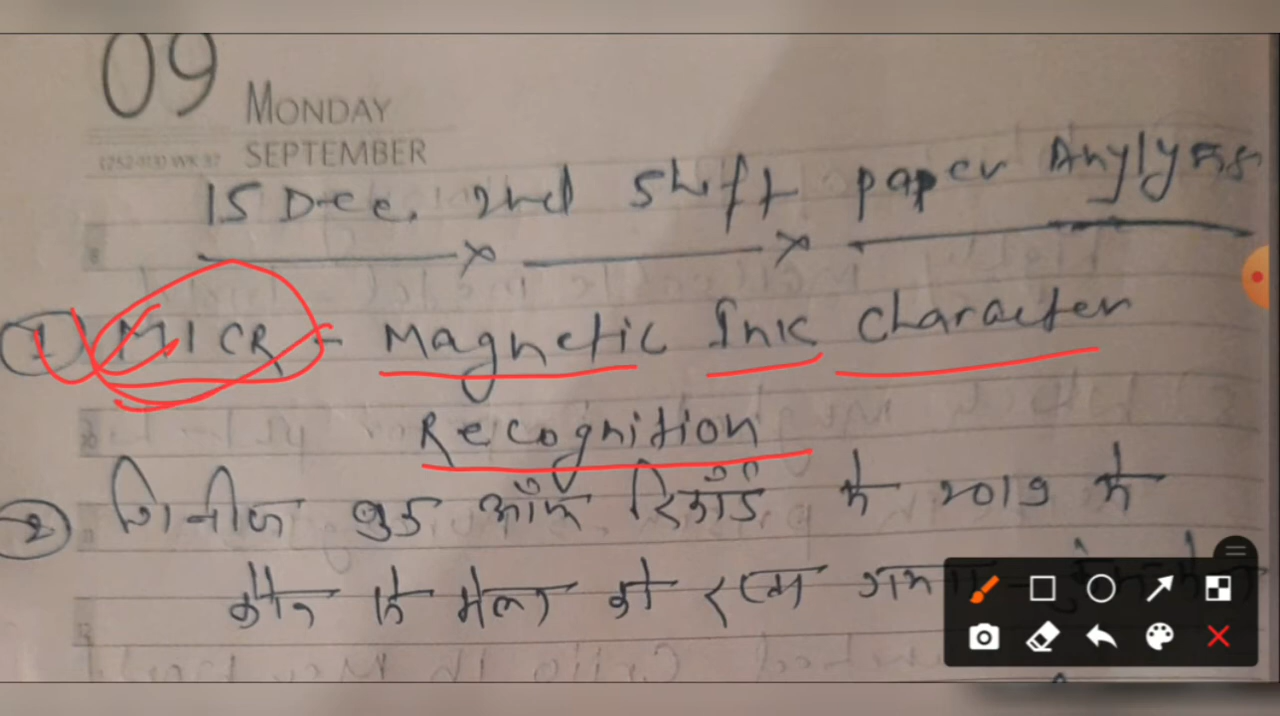 09
MONDAY
SEPTEMBER
15 Dec. 2nd Shift paper Anylysis
① MICR - Magnetic Ink Character
Recognition
② गिनीज बुक ऑफ रिकॉर्ड मे 2019 मे
कौन से मेला को रखा गया